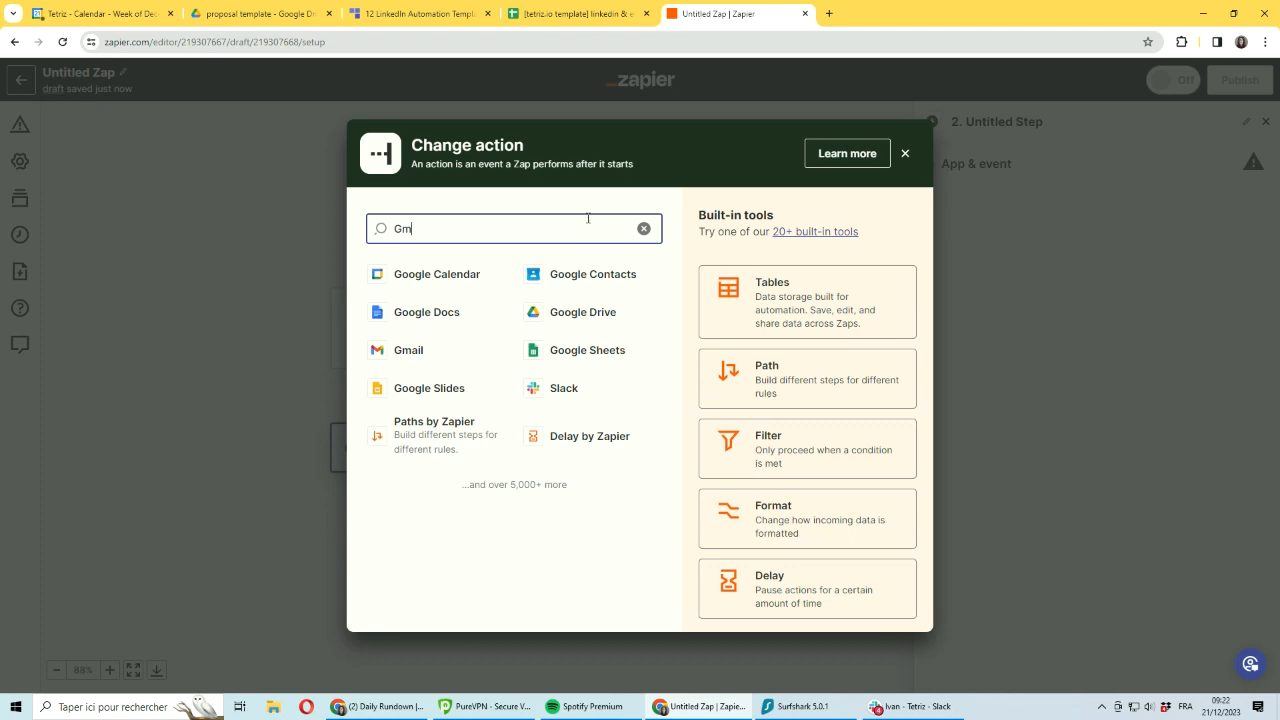 Tetriz - Calendar - Week of Dec
proposal template - Google Dr
12 LinkedIn Automation Templ
[tetriz.io template] linkedin & e
Untitled Zap | Zapier
zapier.com/editor/219307667/draft/219307668/setup
Untitled Zap
draft saved just now
zapier
Off
Publish
2. Untitled Step
App & event
Change action
An action is an event a Zap performs after it starts
Learn more
Gm
Google Calendar
Google Contacts
Google Docs
Google Drive
Gmail
Google Sheets
Google Slides
Slack
Paths by Zapier
Build different steps for
different rules.
Delay by Zapier
...and over 5,000+ more
Built-in tools
Try one of our 20+ built-in tools
Tables
Data storage built for
automation. Save, edit, and
share data across Zaps.
Path
Build different steps for different
rules
Filter
Only proceed when a condition
is met
Format
Change how incoming data is
formatted
Delay
Pause actions for a certain
amount of time
88%
Taper ici pour rechercher
(2) Daily Rundown |...
PureVPN - Secure V...
Spotify Premium
Untitled Zap | Zapie...
Surfshark 5.0.1
Ivan - Tetriz - Slack
FRA
09:22
21/12/2023